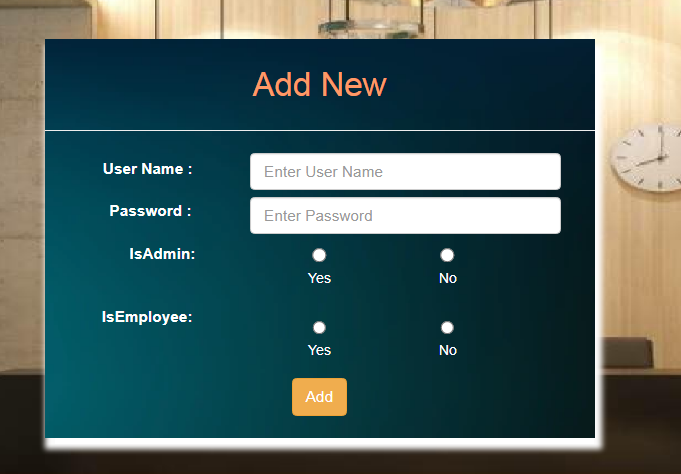 Add New
User Name :
Enter User Name
Password :
Enter Password
IsAdmin:
Yes No
IsEmployee:
Yes No
Add